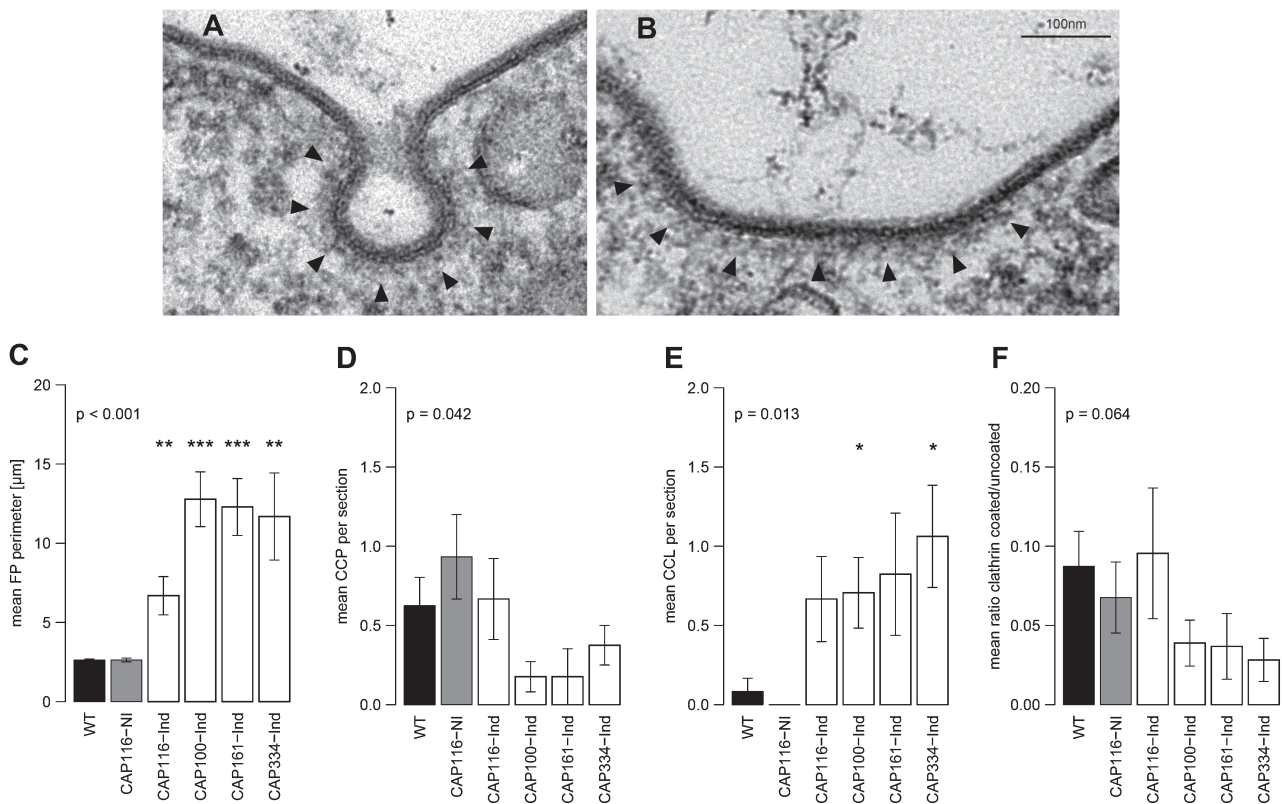 A
B
100nm
C
mean FP perimeter [µm]
20
15
10
5
0
p < 0.001
** *** *** **
WT
CAP116−NI
CAP116−Ind
CAP100−Ind
CAP161−Ind
CAP334−Ind
D
mean CCP per section
2.0
1.5
1.0
0.5
0.0
p = 0.042
WT
CAP116−NI
CAP116−Ind
CAP100−Ind
CAP161−Ind
CAP334−Ind
E
mean CCL per section
2.0
1.5
1.0
0.5
0.0
p = 0.013
* *
WT
CAP116−NI
CAP116−Ind
CAP100−Ind
CAP161−Ind
CAP334−Ind
F
mean ratio clathrin coated/uncoated
0.20
0.15
0.10
0.05
0.00
p = 0.064
WT
CAP116−NI
CAP116−Ind
CAP100−Ind
CAP161−Ind
CAP334−Ind